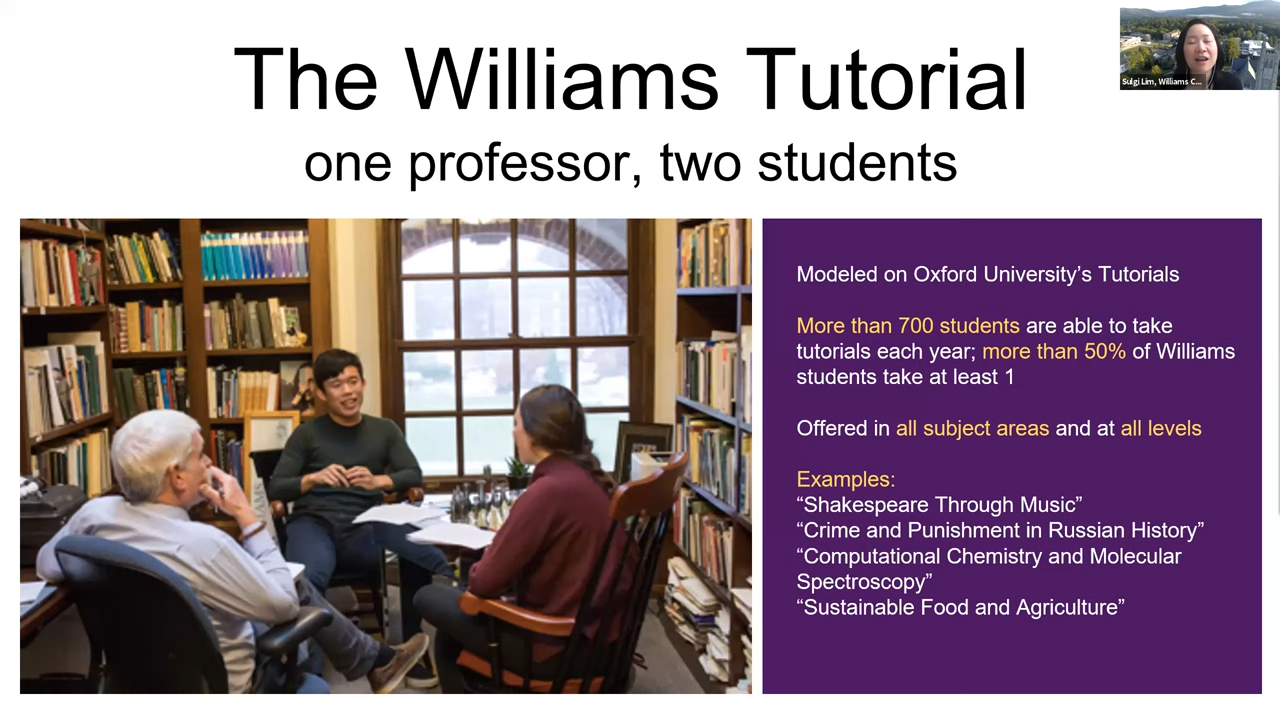 The Williams Tutorial
one professor, two students
Sulgi Lim, Williams C...
Modeled on Oxford University’s Tutorials
More than 700 students are able to take
tutorials each year; more than 50% of Williams
students take at least 1
Offered in all subject areas and at all levels
Examples:
“Shakespeare Through Music”
“Crime and Punishment in Russian History”
“Computational Chemistry and Molecular
Spectroscopy”
“Sustainable Food and Agriculture”